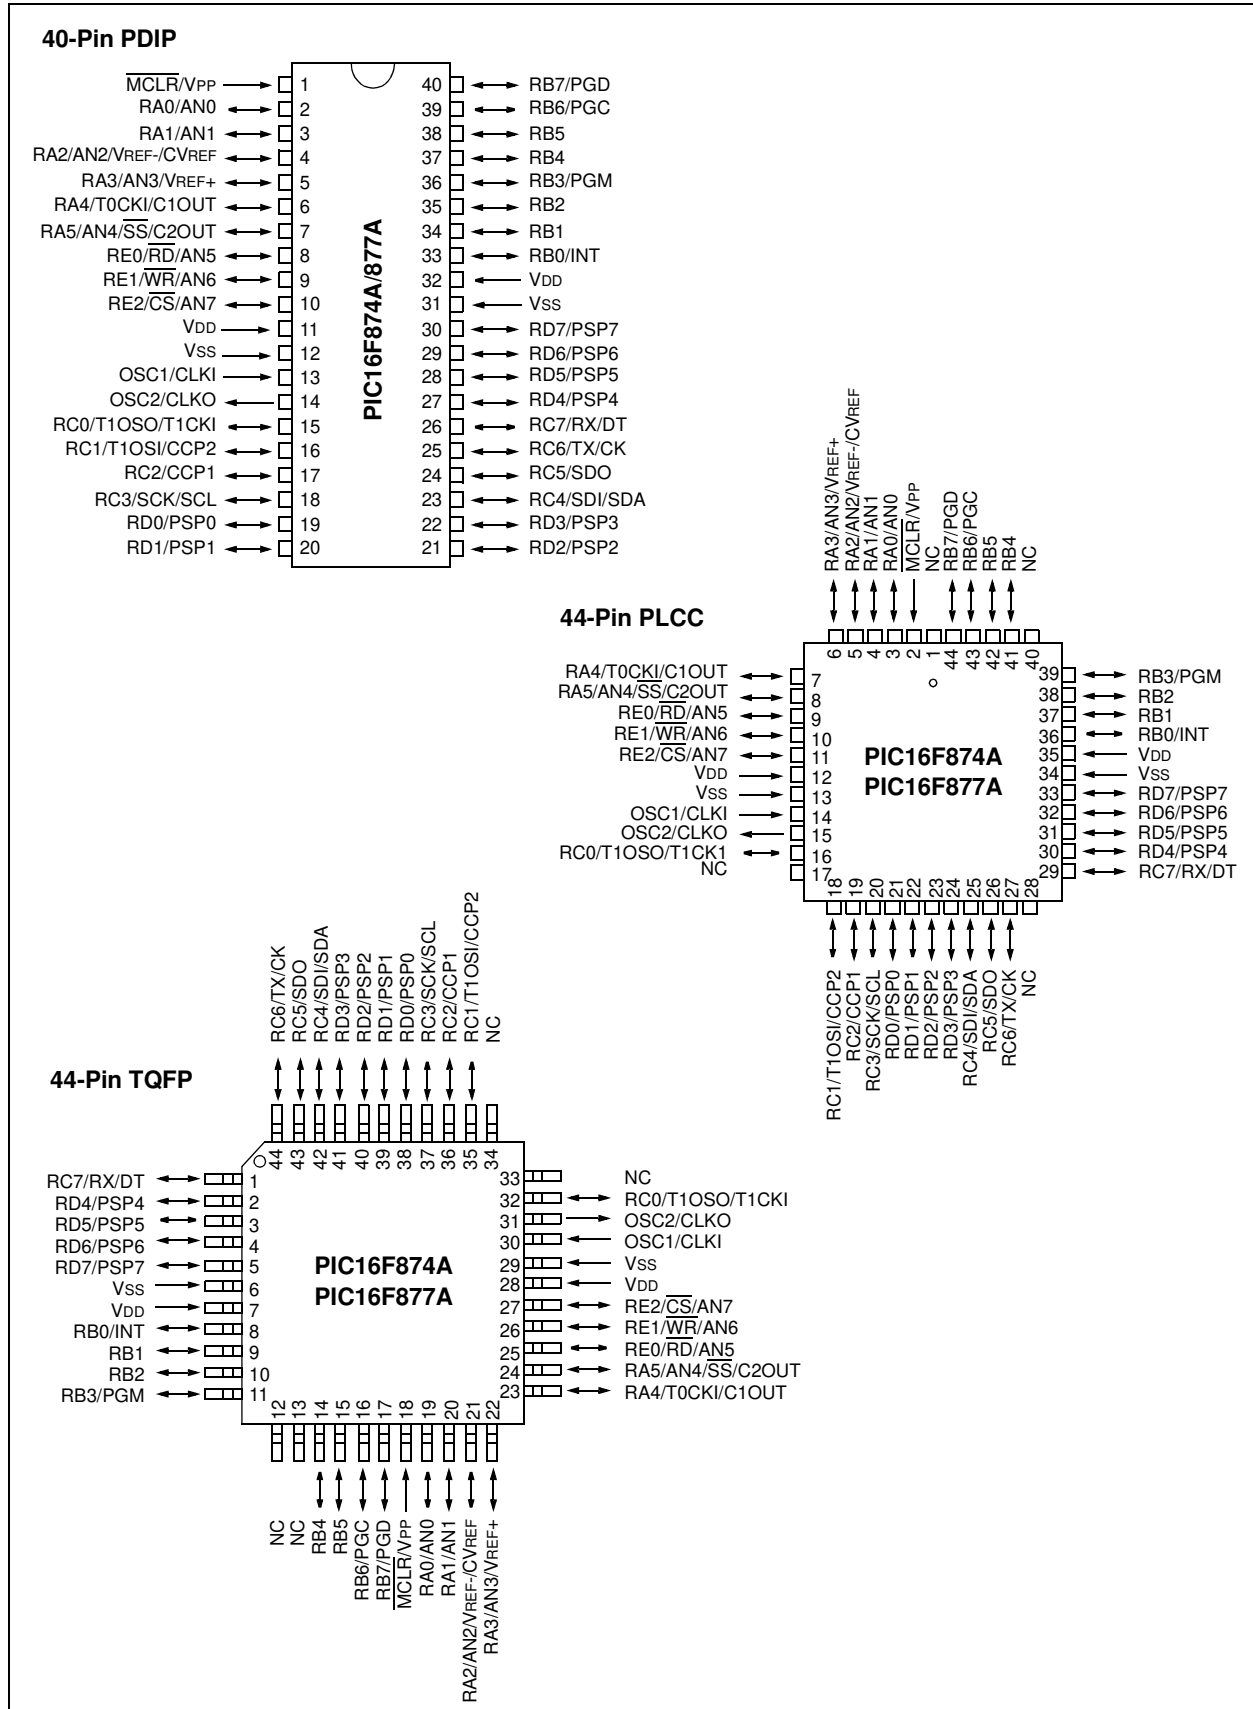 40-Pin PDIP
MCLR/VPP 1
RA0/AN0 2
RA1/AN1 3
RA2/AN2/VREF-/CVREF 4
RA3/AN3/VREF+ 5
RA4/T0CKI/C1OUT 6
RA5/AN4/SS/C2OUT 7
RE0/RD/AN5 8
RE1/WR/AN6 9
RE2/CS/AN7 10
VDD 11
VSS 12
OSC1/CLKI 13
OSC2/CLKO 14
RC0/T1OSO/T1CKI 15
RC1/T1OSI/CCP2 16
RC2/CCP1 17
RC3/SCK/SCL 18
RD0/PSP0 19
RD1/PSP1 20
PIC16F874A/877A
40 RB7/PGD
39 RB6/PGC
38 RB5
37 RB4
36 RB3/PGM
35 RB2
34 RB1
33 RB0/INT
32 VDD
31 VSS
30 RD7/PSP7
29 RD6/PSP6
28 RD5/PSP5
27 RD4/PSP4
26 RC7/RX/DT
25 RC6/TX/CK
24 RC5/SDO
23 RC4/SDI/SDA
22 RD3/PSP3
21 RD2/PSP2
44-Pin PLCC
RA3/AN3/VREF+ 6
RA2/AN2/VREF-/CVREF 5
RA1/AN1 4
RA0/AN0 3
MCLR/VPP 2
NC 1
RB7/PGD 44
RB6/PGC 43
RB5 42
RB4 41
NC 40
RA4/T0CKI/C1OUT 7
RA5/AN4/SS/C2OUT 8
RE0/RD/AN5 9
RE1/WR/AN6 10
RE2/CS/AN7 11
VDD 12
VSS 13
OSC1/CLKI 14
OSC2/CLKO 15
RC0/T1OSO/T1CK1 16
NC 17
PIC16F874A
PIC16F877A
39 RB3/PGM
38 RB2
37 RB1
36 RB0/INT
35 VDD
34 VSS
33 RD7/PSP7
32 RD6/PSP6
31 RD5/PSP5
30 RD4/PSP4
29 RC7/RX/DT
18 RC1/T1OSI/CCP2
19 RC2/CCP1
20 RC3/SCK/SCL
21 RD0/PSP0
22 RD1/PSP1
23 RD2/PSP2
24 RD3/PSP3
25 RC4/SDI/SDA
26 RC5/SDO
27 RC6/TX/CK
28 NC
44-Pin TQFP
RC6/TX/CK 44
RC5/SDO 43
RC4/SDI/SDA 42
RD3/PSP3 41
RD2/PSP2 40
RD1/PSP1 39
RD0/PSP0 38
RC3/SCK/SCL 37
RC2/CCP1 36
RC1/T1OSI/CCP2 35
NC 34
RC7/RX/DT 1
RD4/PSP4 2
RD5/PSP5 3
RD6/PSP6 4
RD7/PSP7 5
VSS 6
VDD 7
RB0/INT 8
RB1 9
RB2 10
RB3/PGM 11
PIC16F874A
PIC16F877A
33 NC
32 RC0/T1OSO/T1CKI
31 OSC2/CLKO
30 OSC1/CLKI
29 VSS
28 VDD
27 RE2/CS/AN7
26 RE1/WR/AN6
25 RE0/RD/AN5
24 RA5/AN4/SS/C2OUT
23 RA4/T0CKI/C1OUT
12 NC
13 NC
14 RB4
15 RB5
16 RB6/PGC
17 RB7/PGD
18 MCLR/VPP
19 RA0/AN0
20 RA1/AN1
21 RA2/AN2/VREF-/CVREF
22 RA3/AN3/VREF+